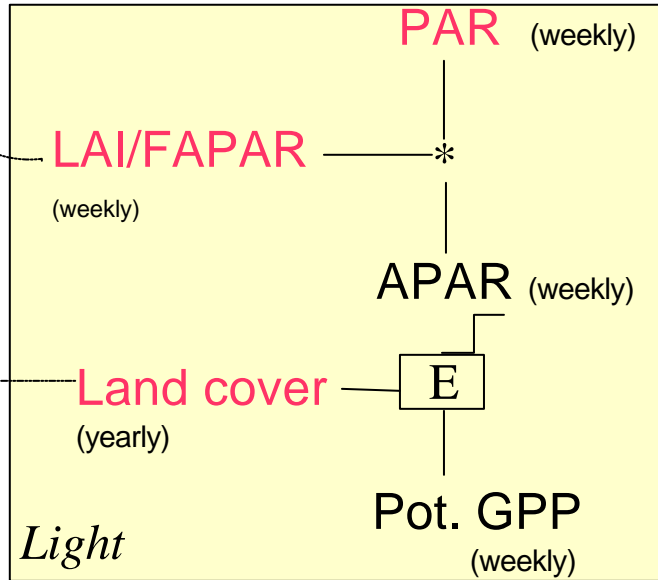 PAR (weekly)
LAI/FAPAR *
(weekly)
APAR (weekly)
E
Land cover
(yearly)
Pot. GPP
Light
(weekly)